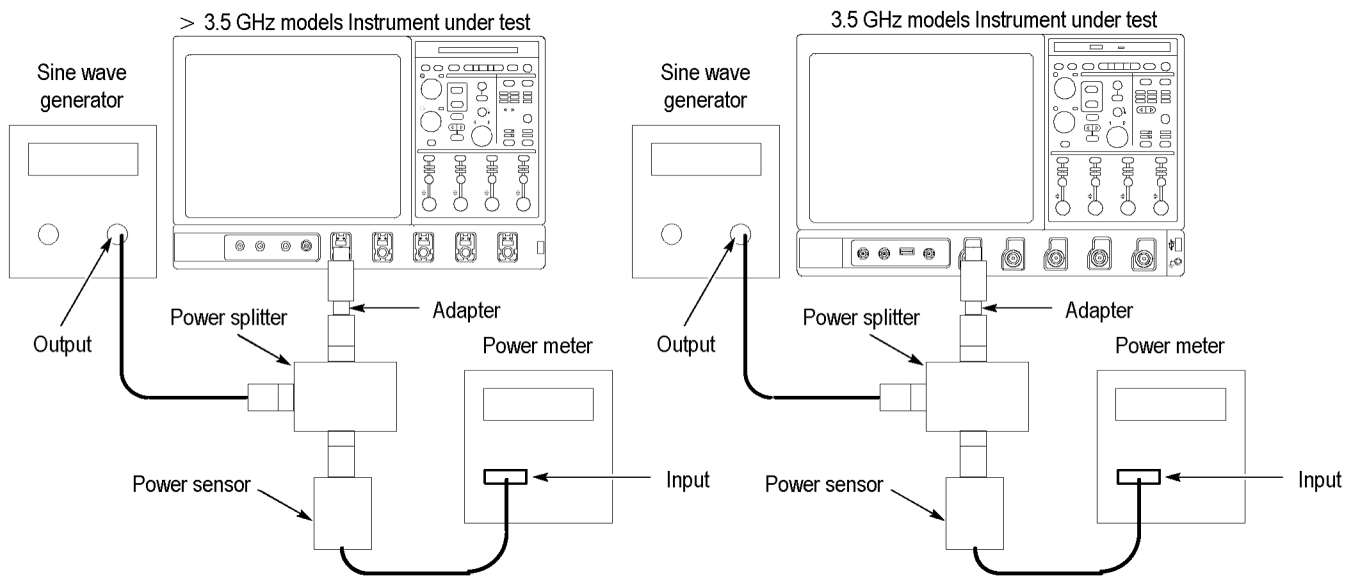 > 3.5 GHz models Instrument under test
Sine wave
generator
Output
Power splitter
Adapter
Power meter
Power sensor
Input
3.5 GHz models Instrument under test
Sine wave
generator
Output
Power splitter
Adapter
Power meter
Power sensor
Input